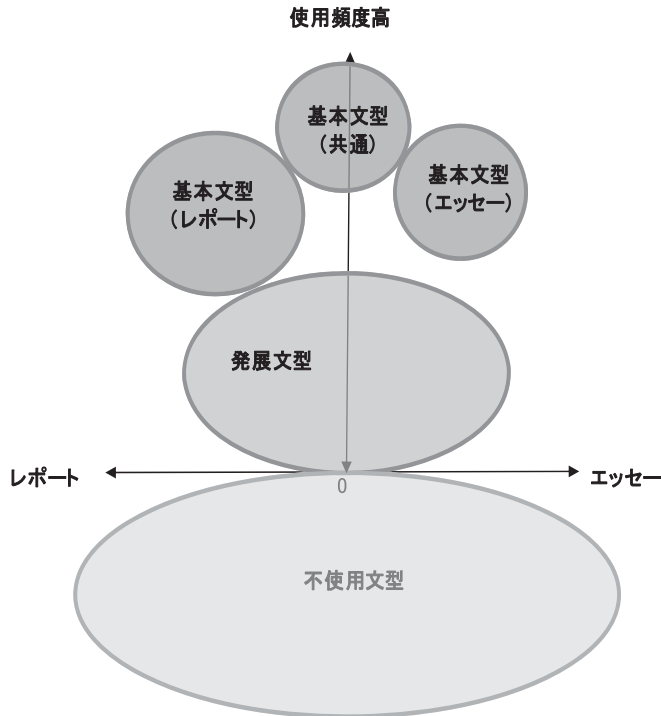 使用頻度高
基本文型
（共通）
基本文型
（レポート）
基本文型
（エッセー）
発展文型
レポート
エッセー
0
不使用文型